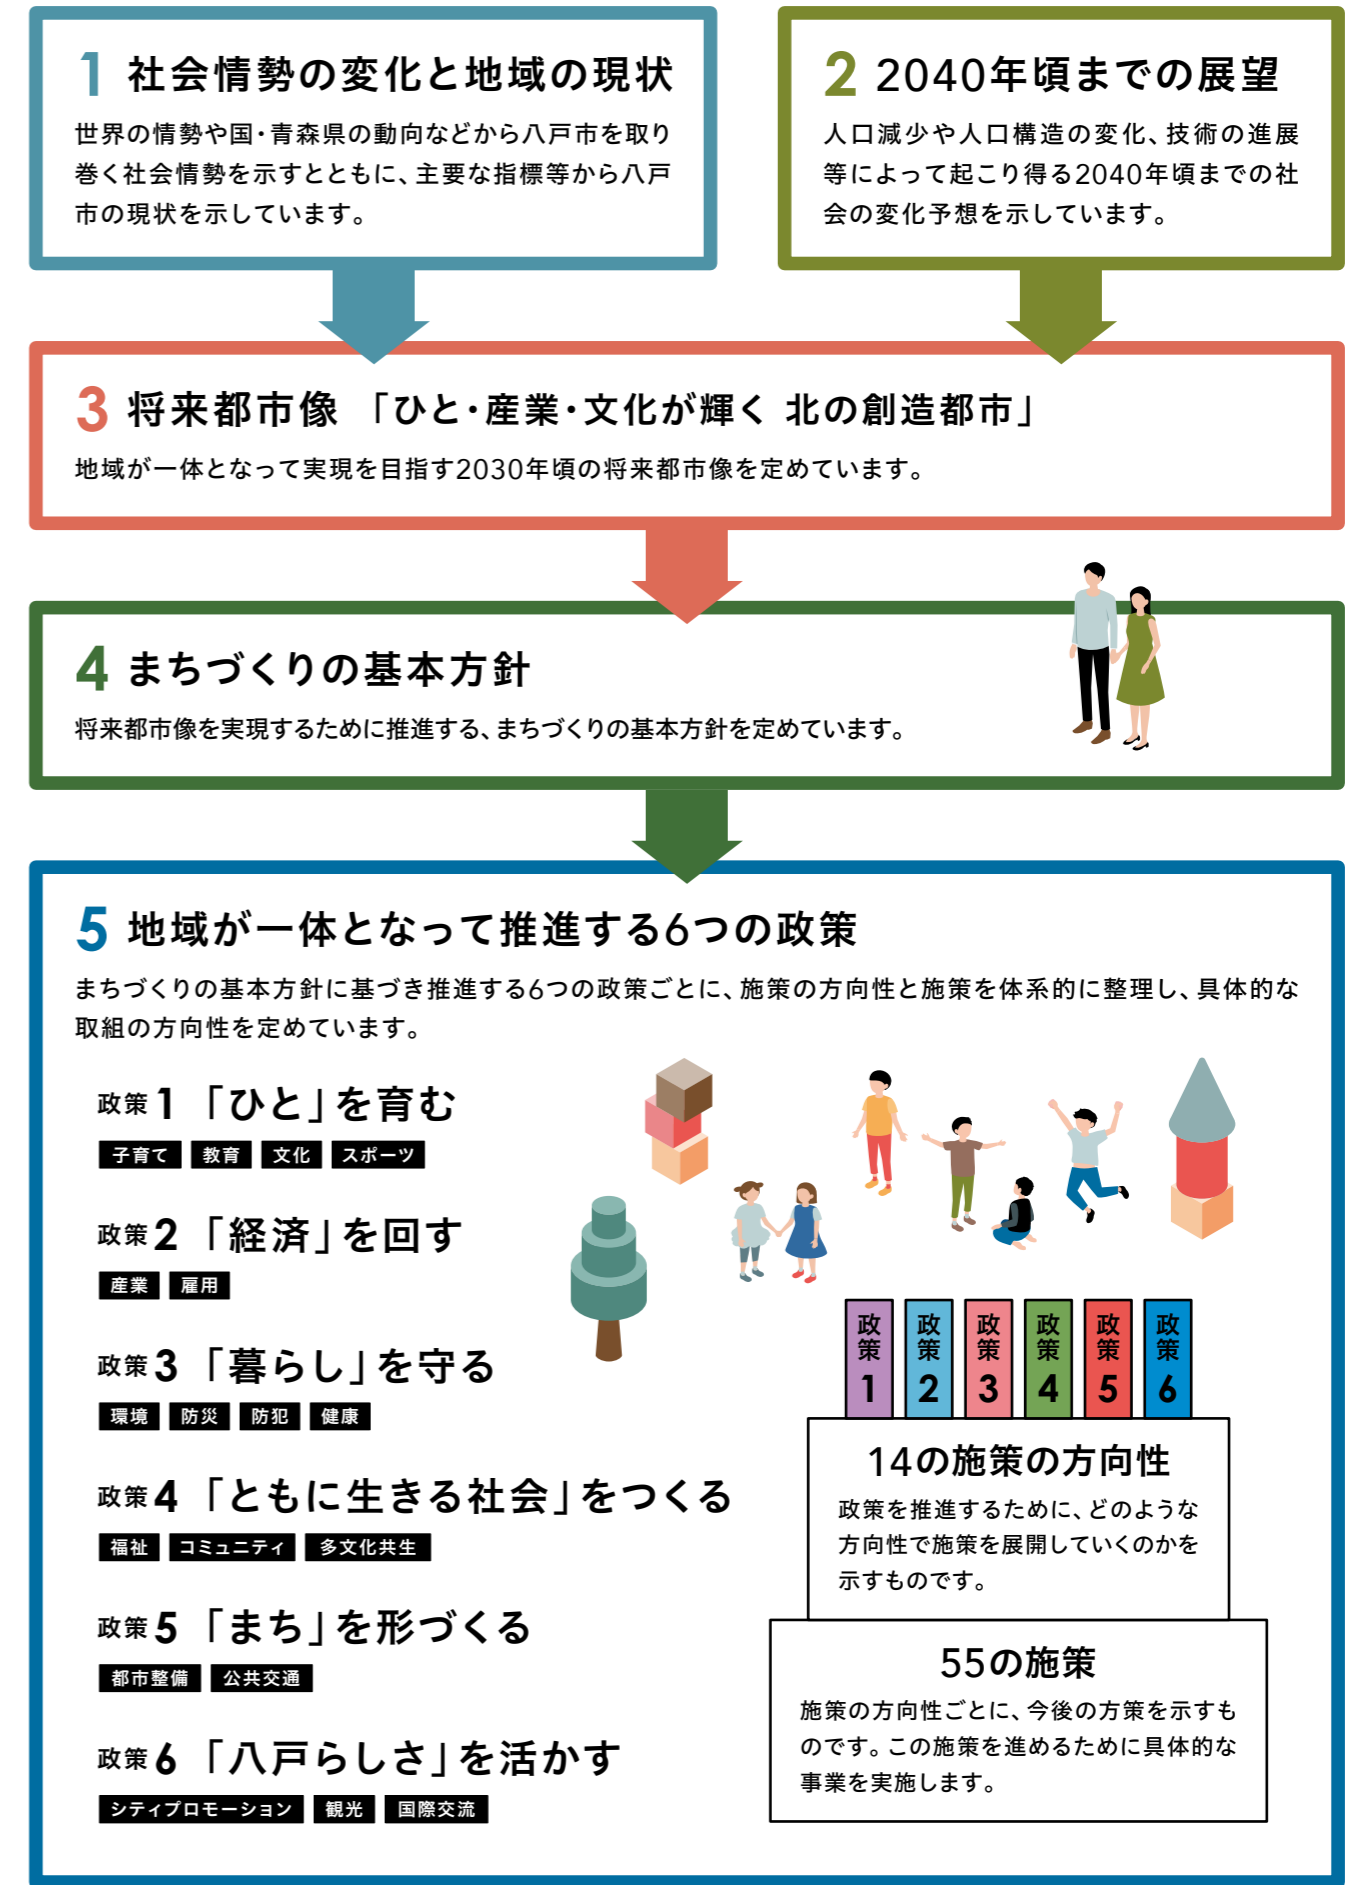 1 社会情勢の変化と地域の現状
世界の情勢や国・青森県の動向などから八戸市を取り
巻く社会情勢を示すとともに、主要な指標等から八戸
市の現状を示しています。
2 2040年頃までの展望
人口減少や人口構造の変化、技術の進展
等によって起こり得る2040年頃までの社
会の変化予想を示しています。
3 将来都市像 「ひと・産業・文化が輝く 北の創造都市」
地域が一体となって実現を目指す2030年頃の将来都市像を定めています。
4 まちづくりの基本方針
将来都市像を実現するために推進する、まちづくりの基本方針を定めています。
5 地域が一体となって推進する6つの政策
まちづくりの基本方針に基づき推進する6つの政策ごとに、施策の方向性と施策を体系的に整理し、具体的な
取組の方向性を定めています。
政策1 「ひと」を育む
子育て 教育 文化 スポーツ
政策2 「経済」を回す
産業 雇用
政策3 「暮らし」を守る
環境 防災 防犯 健康
政策4 「ともに生きる社会」をつくる
福祉 コミュニティ 多文化共生
政策5 「まち」を形づくる
都市整備 公共交通
政策6 「八戸らしさ」を活かす
シティプロモーション 観光 国際交流
政策1
政策2
政策3
政策4
政策5
政策6
14の施策の方向性
政策を推進するために、どのような
方向性で施策を展開していくのかを
示すものです。
55の施策
施策の方向性ごとに、今後の方策を示すも
のです。この施策を進めるために具体的な
事業を実施します。